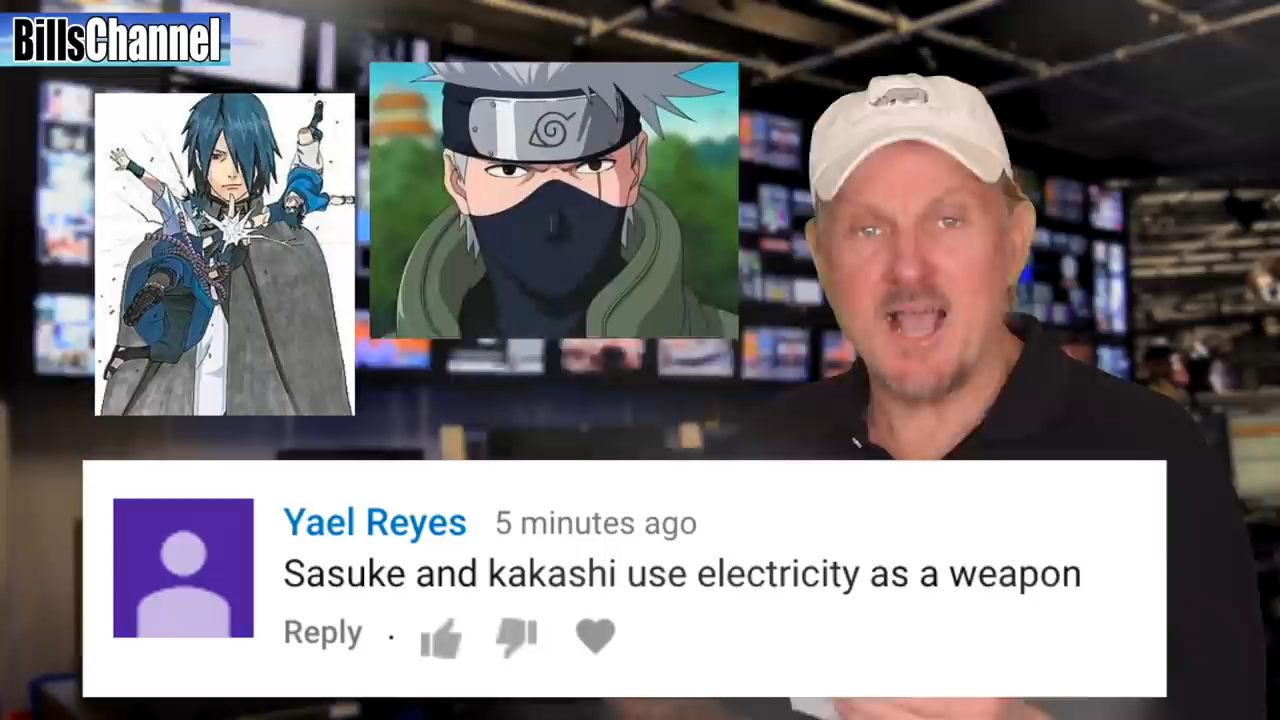 BillsChannel
Yael Reyes 5 minutes ago
Sasuke and kakashi use electricity as a weapon
Reply .